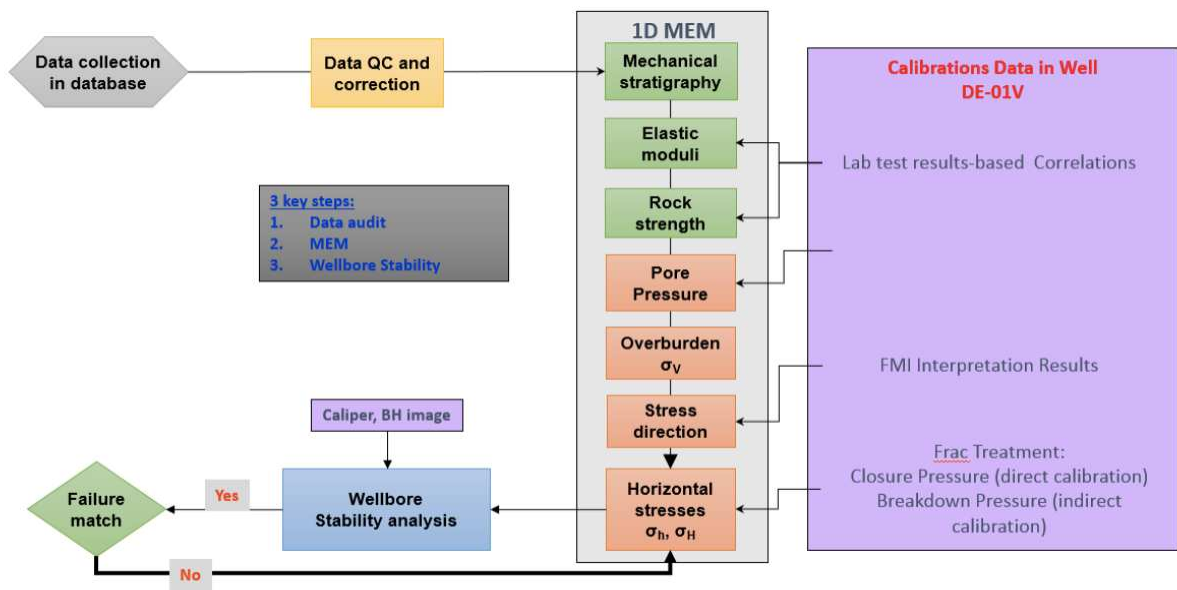 1D MEM
Data collection
in database
Data QC and
correction
Mechanical
stratigraphy
Elastic
moduli
Rock
strength
Pore
Pressure
Overburden
σV
Stress
direction
Horizontal
stresses
σh, σH
3 key steps:
1. Data audit
2. MEM
3. Wellbore Stability
Calibrations Data in Well
DE-01V
Lab test results-based Correlations
FMI Interpretation Results
Frac Treatment:
Closure Pressure (direct calibration)
Breakdown Pressure (indirect
calibration)
Caliper, BH image
Wellbore
Stability analysis
Yes
Failure
match
No